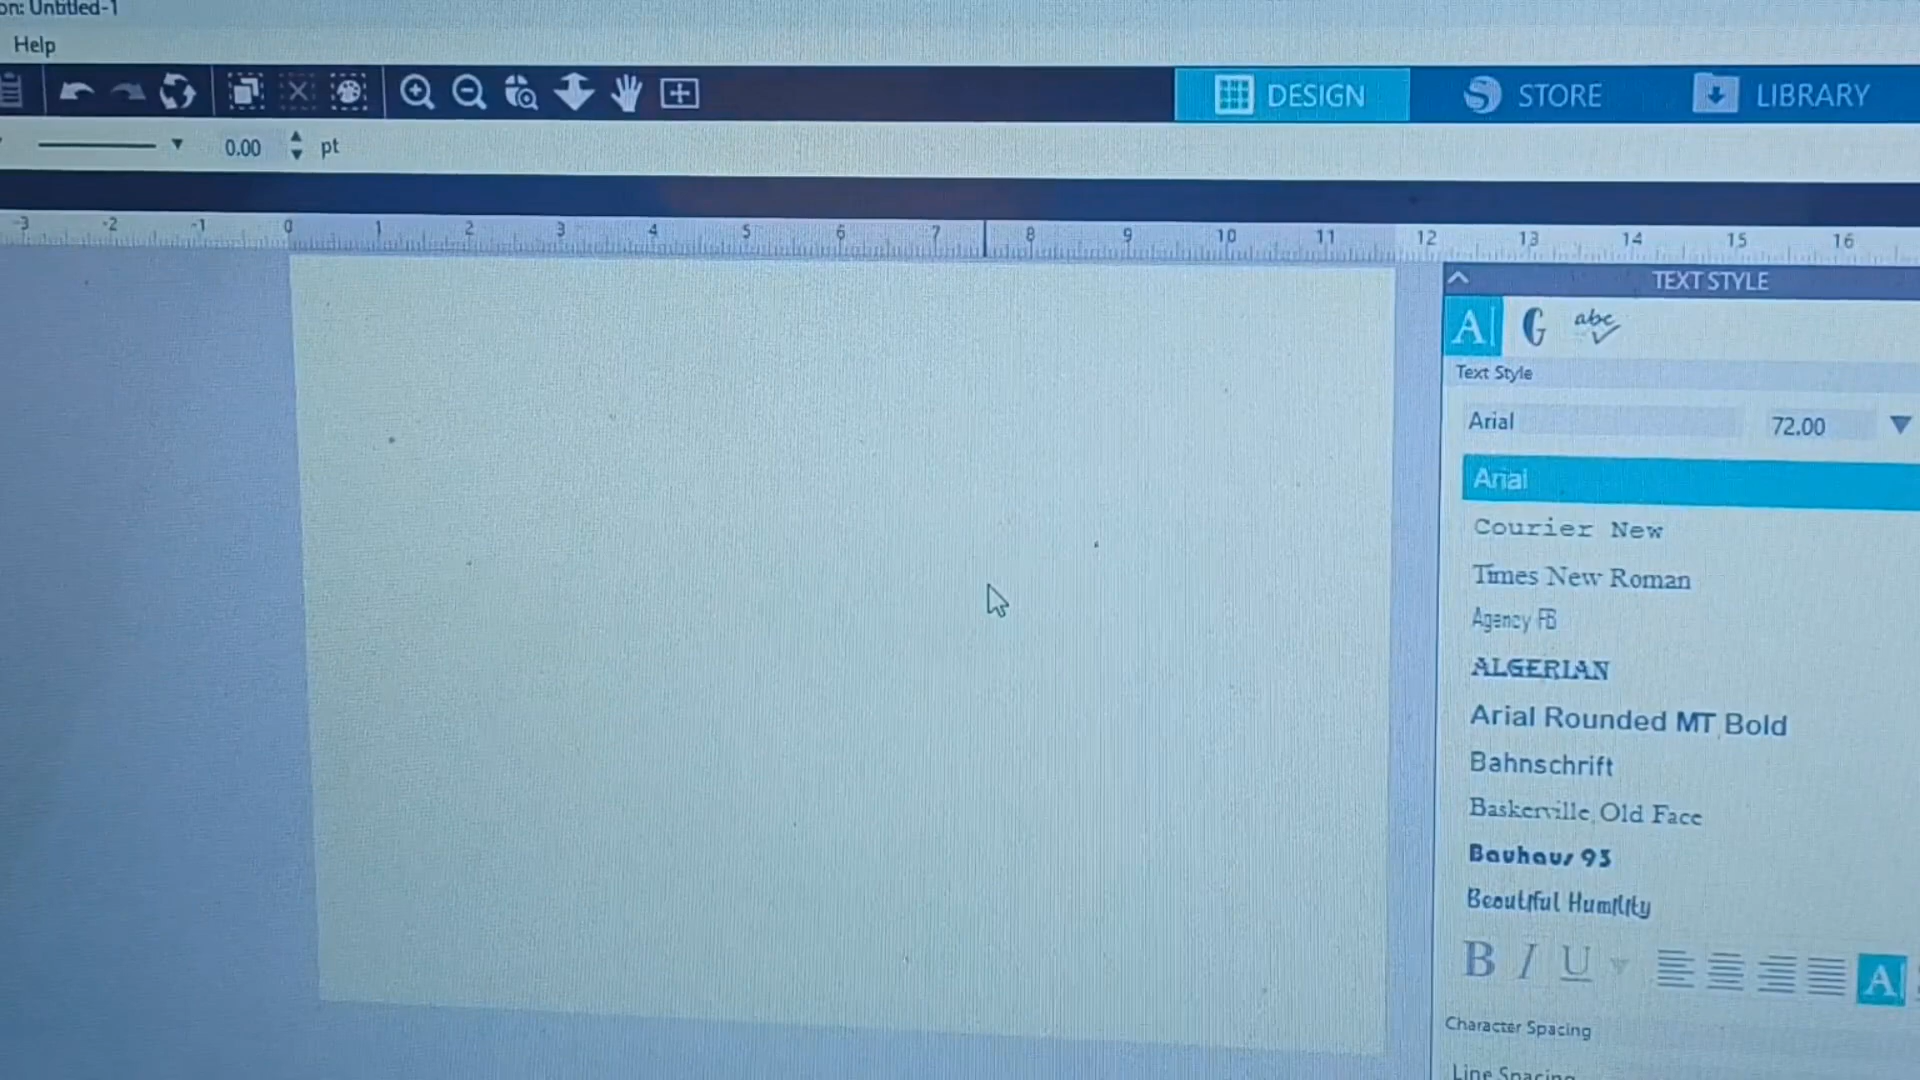 on: Untitled-1
Help
DESIGN
STORE
LIBRARY
0.00 pt
-3 -2 -1 0 1 2 3 4 5 6 7 8 9 10 11 12 13 14 15 16
TEXT STYLE
A G abc
Text Style
Arial 72.00
Arial
Courier New
Times New Roman
Agency FB
ALGERIAN
Arial Rounded MT Bold
Bahnschrift
Baskerville Old Face
Bauhaus 93
Beautiful Humility
B I U A
Character Spacing
Line Spacing